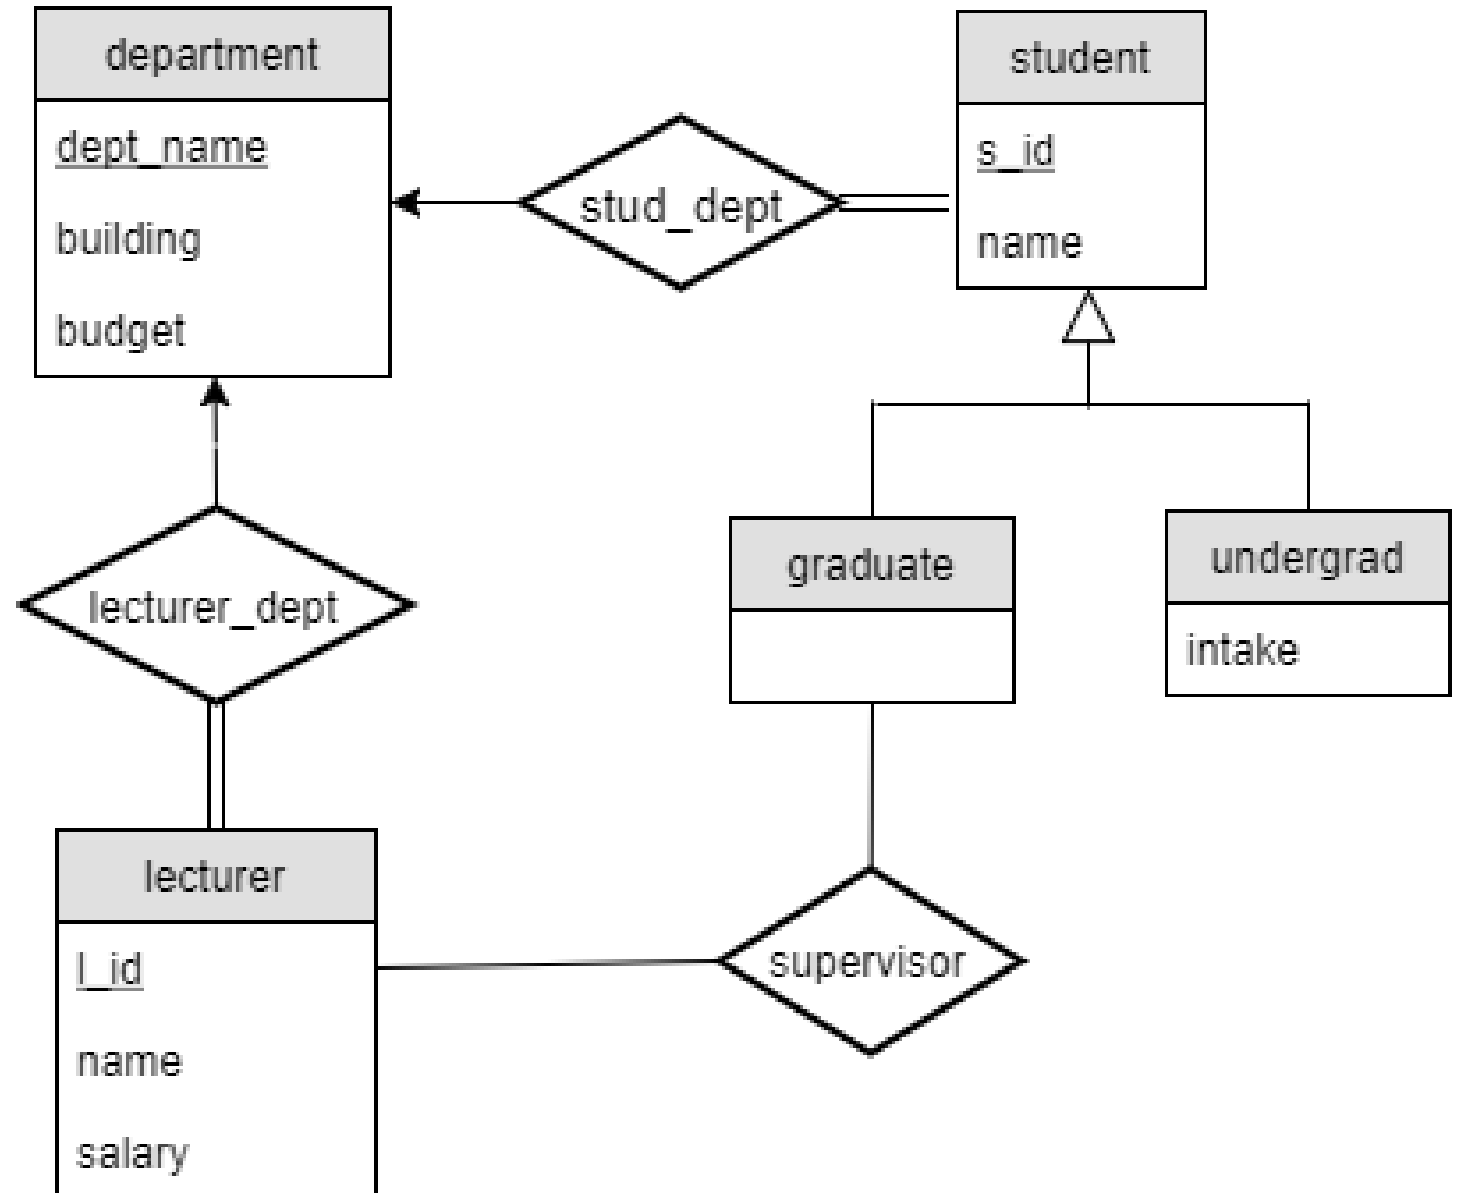 department
dept_name
building
budget
stud_dept
student
s_id
name
graduate
undergrad
intake
lecturer_dept
lecturer
l_id
name
salary
supervisor